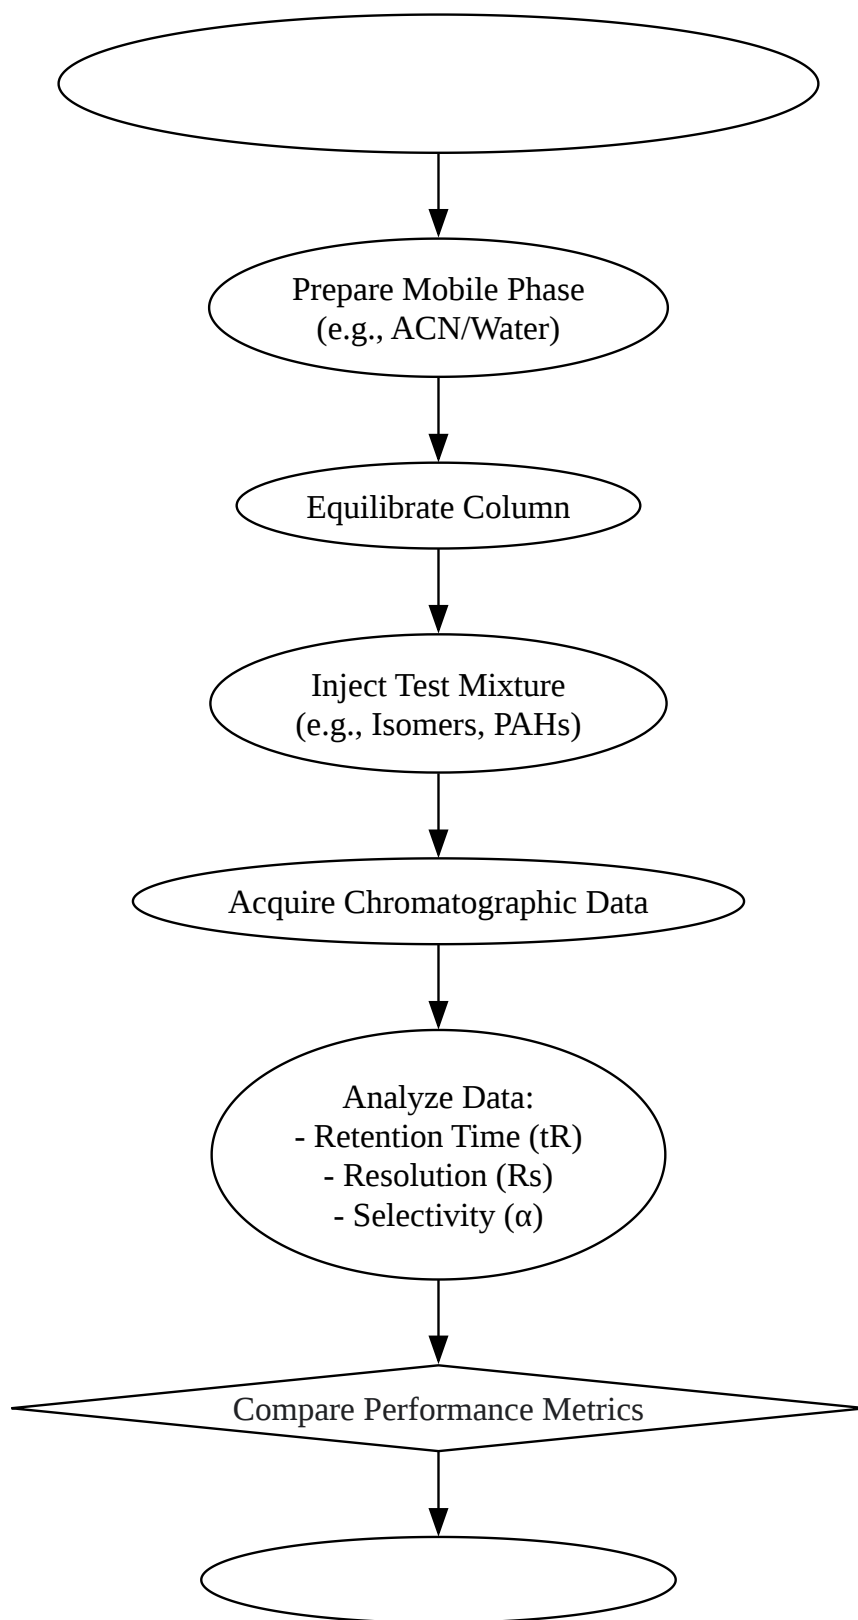 Prepare Mobile Phase
(e.g., ACN/Water)
Equilibrate Column
Inject Test Mixture
(e.g., Isomers, PAHs)
Acquire Chromatographic Data
Analyze Data:
- Retention Time (tR)
- Resolution (Rs)
- Selectivity (α)
Compare Performance Metrics